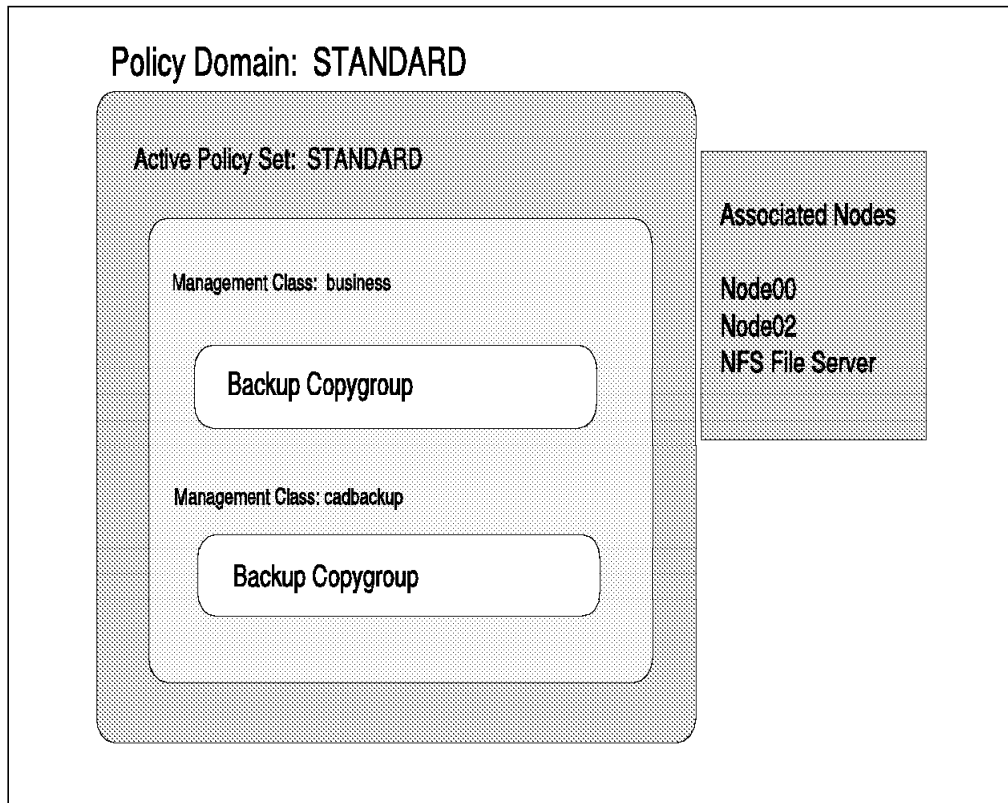 Policy Domain: STANDARD
Active Policy Set: STANDARD
Management Class: business
Backup Copygroup
Management Class: cadbackup
Backup Copygroup
Associated Nodes
Node00
Node02
NFS File Server